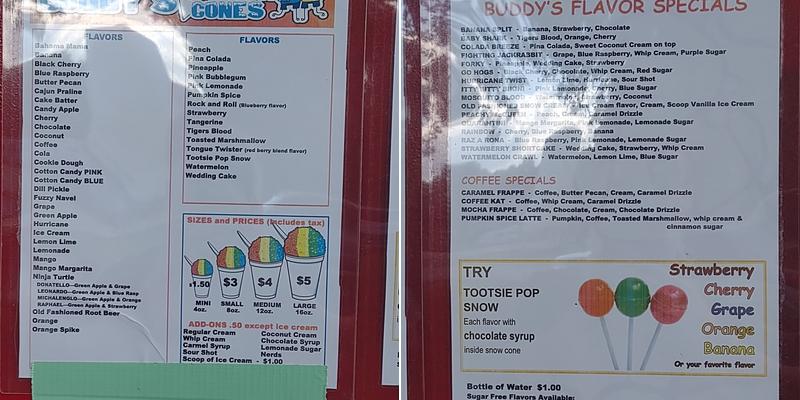 CONES
FLAVORS
Bahama Mama
Banana
Black Cherry
Blue Raspberry
Butter Pecan
Cajun Praline
Cake Batter
Candy Apple
Cherry
Chocolate
Coconut
Coffee
Cola
Cookie Dough
Cotton Candy PINK
Cotton Candy BLUE
Dill Pickle
Fuzzy Navel
Grape
Green Apple
Hurricane
Ice Cream
Lemon Lime
Lemonade
Mango
Mango Margarita
Ninja Turtle
DONATELLO—Green Apple & Grape
LEONARDO—Green Apple & Blue Rasp
MICHALENGLO—Green Apple & Orange
RAPHAEL—Green Apple & Strawberry
Old Fashioned Root Beer
Orange
Orange Spike
FLAVORS
Peach
Pina Colada
Pineapple
Pink Bubblegum
Pink Lemonade
Pumpkin Spice
Rock and Roll (Blueberry flavor)
Strawberry
Tangerine
Tigers Blood
Toasted Marshmallow
Tongue Twister (red berry blend flavor)
Tootsie Pop Snow
Watermelon
Wedding Cake
SIZES and PRICES (Includes tax)
$1.50 $3 $4 $5
MINI SMALL MEDIUM LARGE
4oz. 8oz. 12oz. 16oz.
ADD-ONS .50 except ice cream
Regular Cream
Whip Cream
Carmel Syrup
Sour Shot
Scoop of Ice Cream - $1.00
Coconut Cream
Chocolate Syrup
Lemonade Sugar
Nerds
BUDDY'S FLAVOR SPECIALS
BANANA SPLIT - Banana, Strawberry, Chocolate
BABY SHARK - Tigers Blood, Orange, Cherry
COLADA BREEZE - Pina Colada, Sweet Coconut Cream on top
FIGHTING JACKRABBIT - Grape, Blue Raspberry, Whip Cream, Purple Sugar
FORKY - Pineapple, Wedding Cake, Strawberry
GO HOGS - Black Cherry, Chocolate, Whip Cream, Red Sugar
HURRICANE TWIST - Lemon Lime, Hurricane, Sour Shot
Pink Lemonade, Cherry, Blue Sugar
MOSQUITO BLOOD - Cherry, Coconut
OLD FASHIONED SNOW CREAM - Cream flavor, Cream, Scoop Vanilla Ice Cream
Peach, Caramel Drizzle
Mango Margarita, Pink Lemonade, Lemonade Sugar
RAINBOW - Cherry, Blue Raspberry, Banana
RAZ A RONA - Blue Raspberry, Pink Lemonade, Lemonade Sugar
STRAWBERRY SHORTCAKE - Wedding Cake, Strawberry, Whip Cream
WATERMELON CRAWL - Watermelon, Lemon Lime, Blue Sugar
COFFEE SPECIALS
CARAMEL FRAPPE - Coffee, Butter Pecan, Cream, Caramel Drizzle
COFFEE KAT - Coffee, Whip Cream, Caramel Drizzle
MOCHA FRAPPE - Coffee, Chocolate, Cream, Chocolate Drizzle
PUMPKIN SPICE LATTE - Pumpkin, Coffee, Toasted Marshmallow, whip cream &
cinnamon sugar
TRY
TOOTSIE POP
SNOW
Each flavor with
chocolate syrup
inside snow cone
Strawberry
Cherry
Grape
Orange
Banana
Or your favorite flavor
Bottle of Water $1.00
Sugar Free Flavors Available: